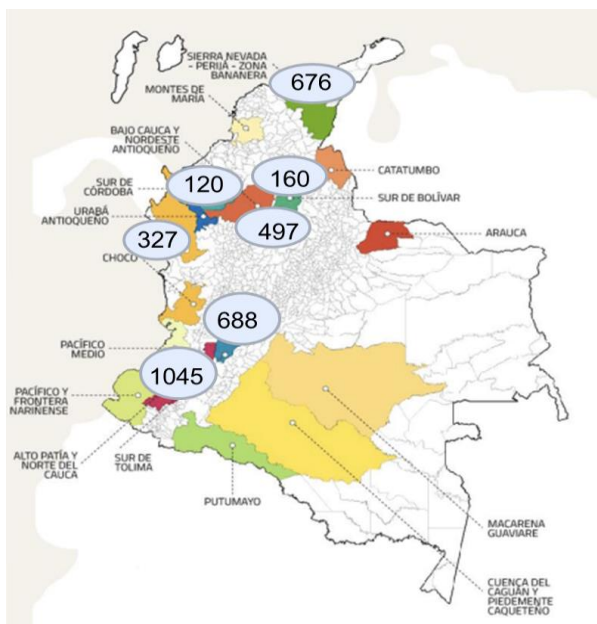 SIERRA NEVADA
- PERIJÁ - ZONA
BANANERA
676
MONTES DE
MARÍA
BAJO CAUCA Y
NORDESTE
ANTIOQUEÑO
CATATUMBO
SUR DE
CÓRDOBA
120
160
SUR DE BOLÍVAR
URABÁ
ANTIOQUEÑO
327
497
ARAUCA
CHOCÓ
688
PACÍFICO
MEDIO
1045
PACÍFICO Y
FRONTERA
NARIÑENSE
ALTO PATÍA Y
NORTE DEL
CAUCA
SUR DE
TOLIMA
PUTUMAYO
MACARENA
GUAVIARE
CUENCA DEL
CAGUÁN Y
PIEDEMONTE
CAQUETEÑO